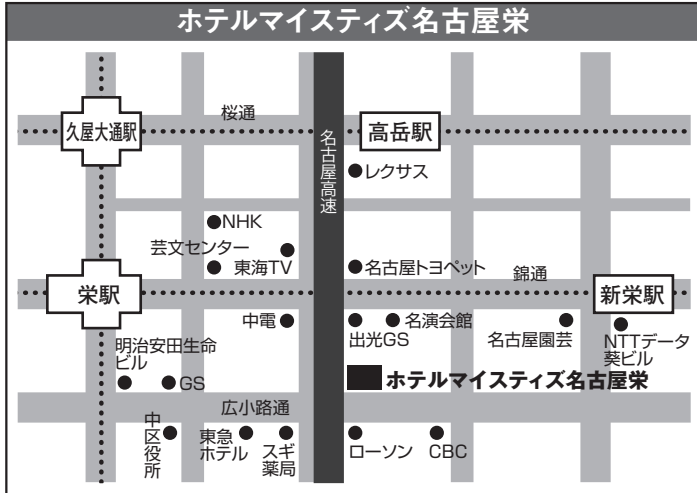 ホテルマイスティズ名古屋栄
桜通
久屋大通駅
高岳駅
名古屋高速
レクサス
NHK
芸文センター
東海TV
名古屋トヨペット
錦通
栄駅
新栄駅
中電
出光GS
名演会館
名古屋園芸
NTTデータ
葵ビル
明治安田生命
ビル
GS
ホテルマイスティズ名古屋栄
広小路通
中区役所
東急
ホテル
スギ
薬局
ローソン
CBC